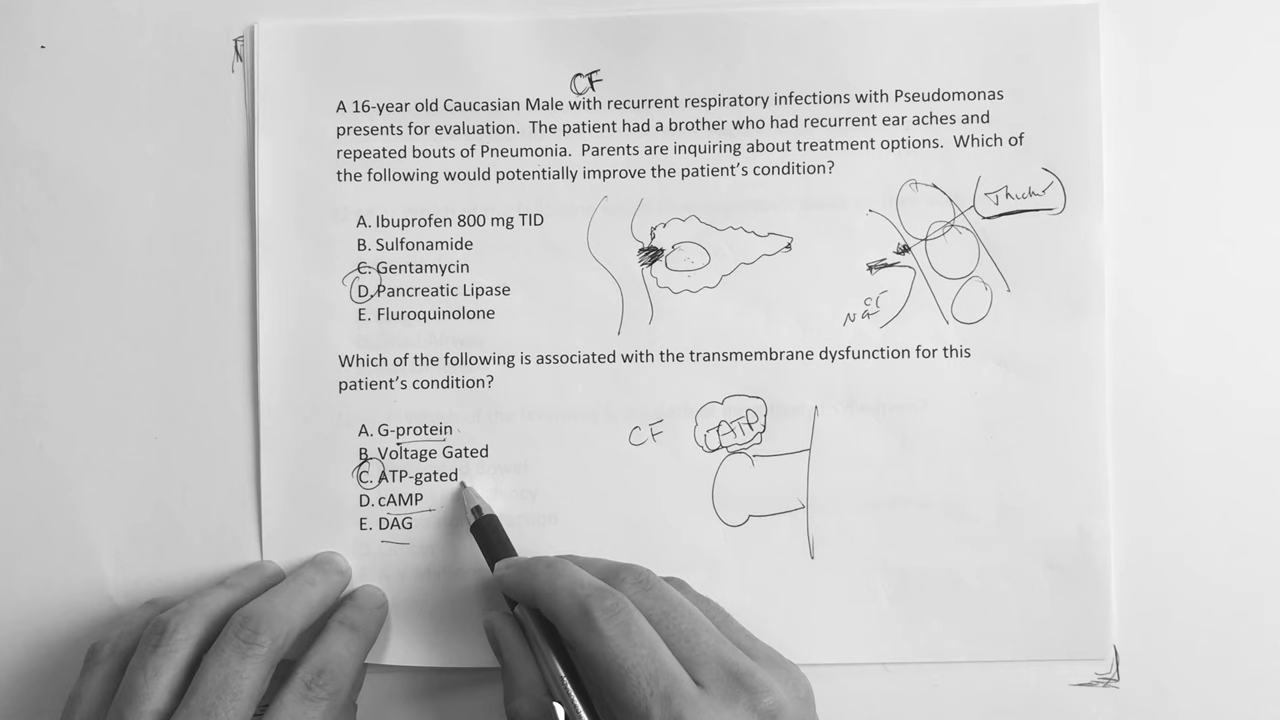 CF
A 16-year old Caucasian Male with recurrent respiratory infections with Pseudomonas
presents for evaluation. The patient had a brother who had recurrent ear aches and
repeated bouts of Pneumonia. Parents are inquiring about treatment options. Which of
the following would potentially improve the patient's condition?
Thicker
A. Ibuprofen 800 mg TID
B. Sulfonamide
C. Gentamycin
D. Pancreatic Lipase
E. Fluroquinolone
Cl
Na
Which of the following is associated with the transmembrane dysfunction for this
patient's condition?
CF
ATP
A. G-protein
B. Voltage Gated
C. ATP-gated
D. cAMP
E. DAG